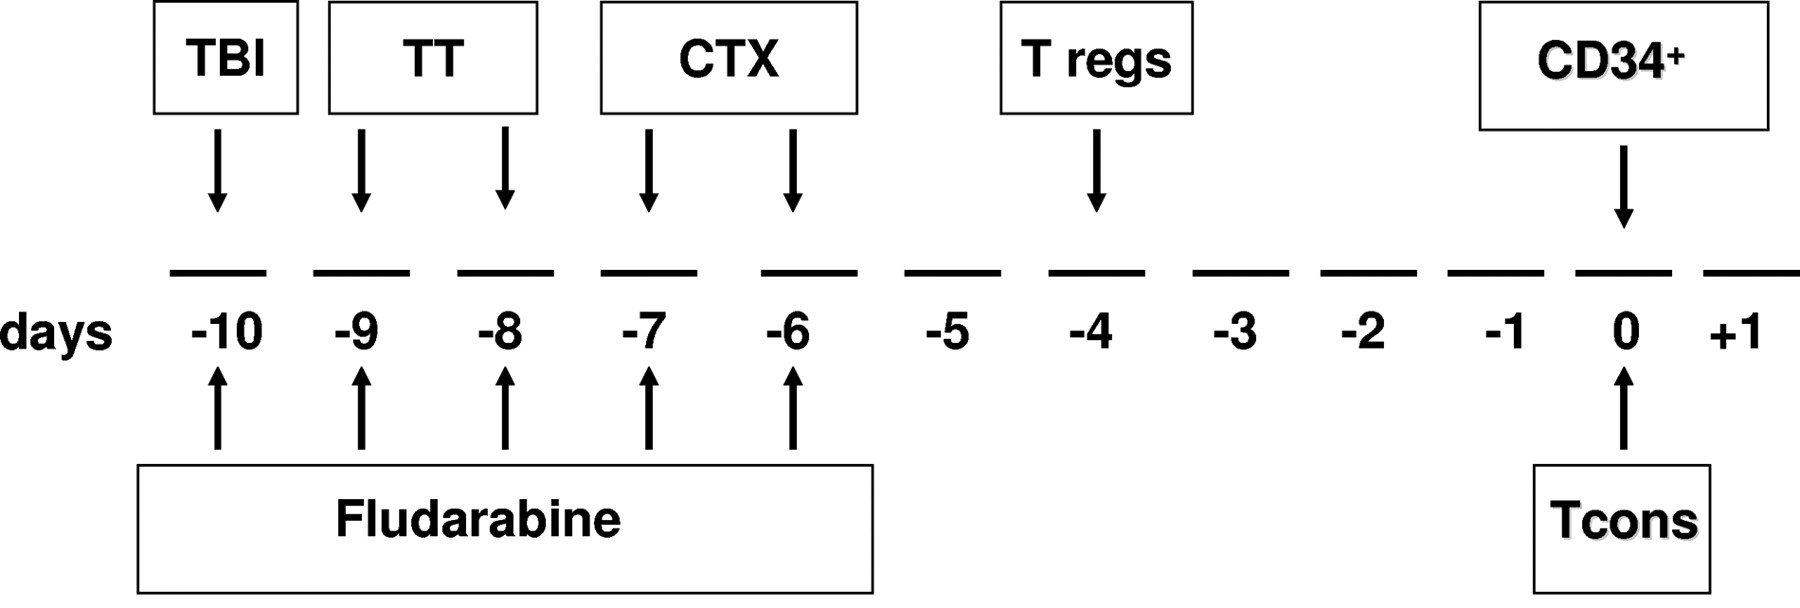 TBI TT CTX T regs CD34⁺
days -10 -9 -8 -7 -6 -5 -4 -3 -2 -1 0 +1
Fludarabine Tcons